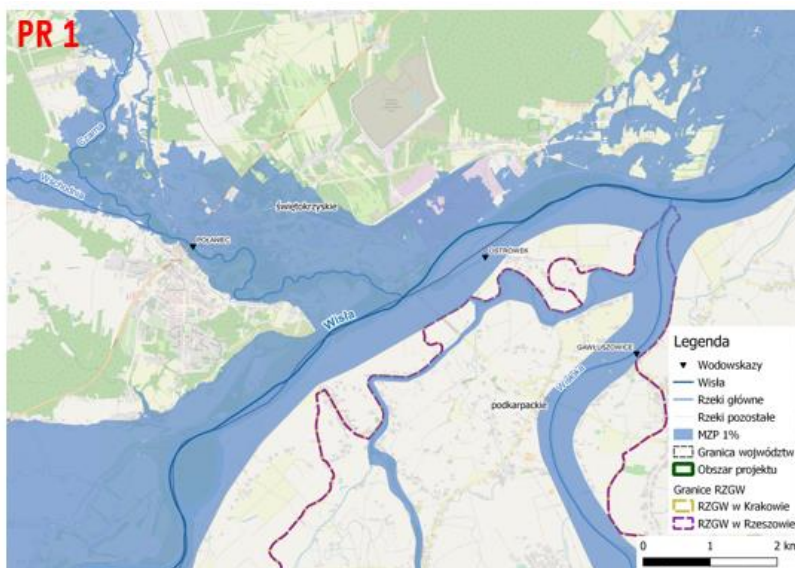 PR 1
Czarna
Wschodnia
świętokrzyskie
POŁANIEC
OSTRÓWEK
Wisła
GAWŁUSZOWICE
Wisłoka
podkarpackie
Legenda
Wodowskazy
Wisła
Rzeki główne
Rzeki pozostałe
MZP 1%
Granica województw
Obszar projektu
Granice RZGW
RZGW w Krakowie
RZGW w Rzeszowie
0 1 2 km